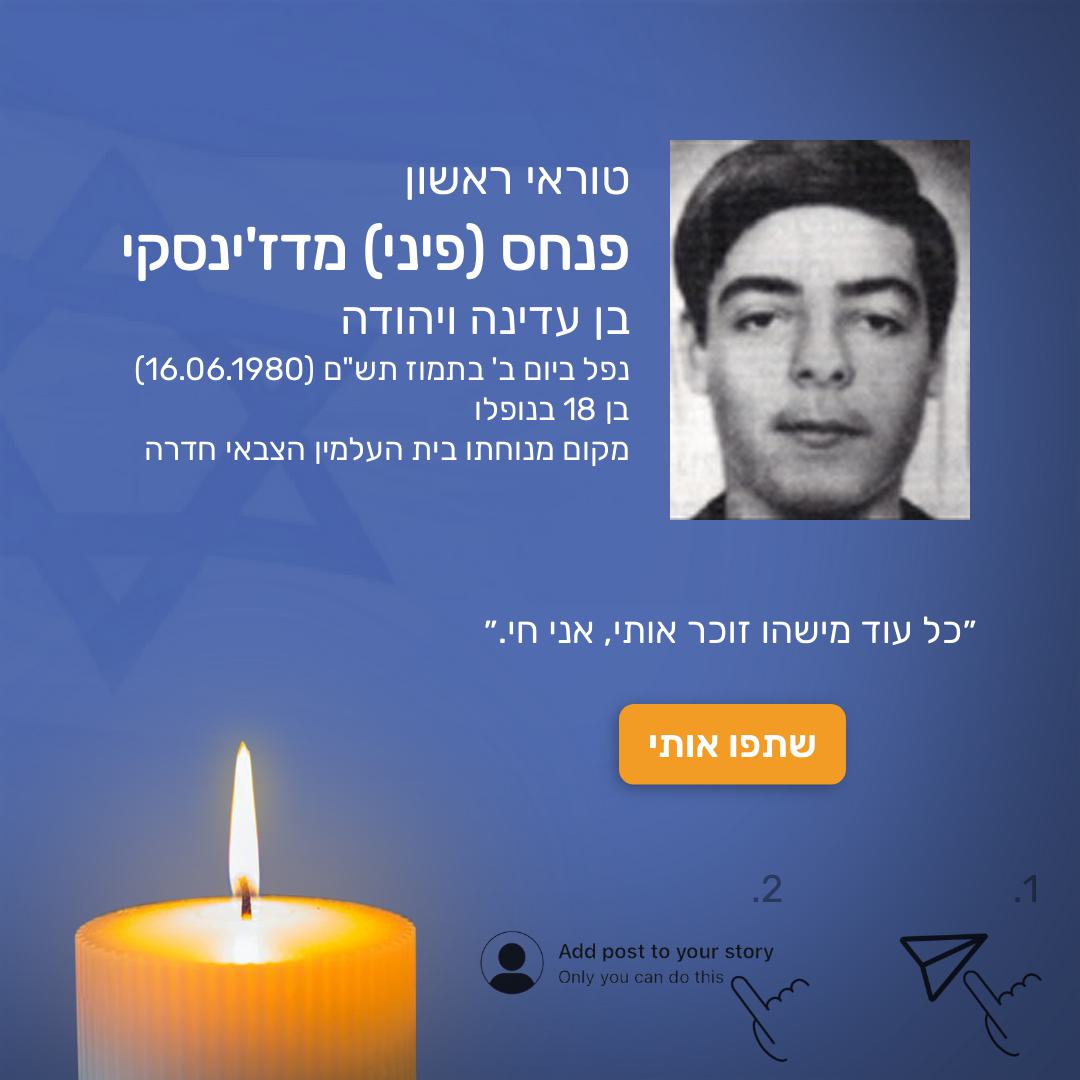 טוראי ראשון
פנחס (פיני) מדז'ינסקי
בן עדינה ויהודה
נפל ביום ב' בתמוז תש"ם (16.06.1980)
בן 18 בנופלו
מקום מנוחתו בית העלמין הצבאי חדרה
״כל עוד מישהו זוכר אותי, אני חי.״
שתפו אותי
1.
2.
Add post to your story
Only you can do this